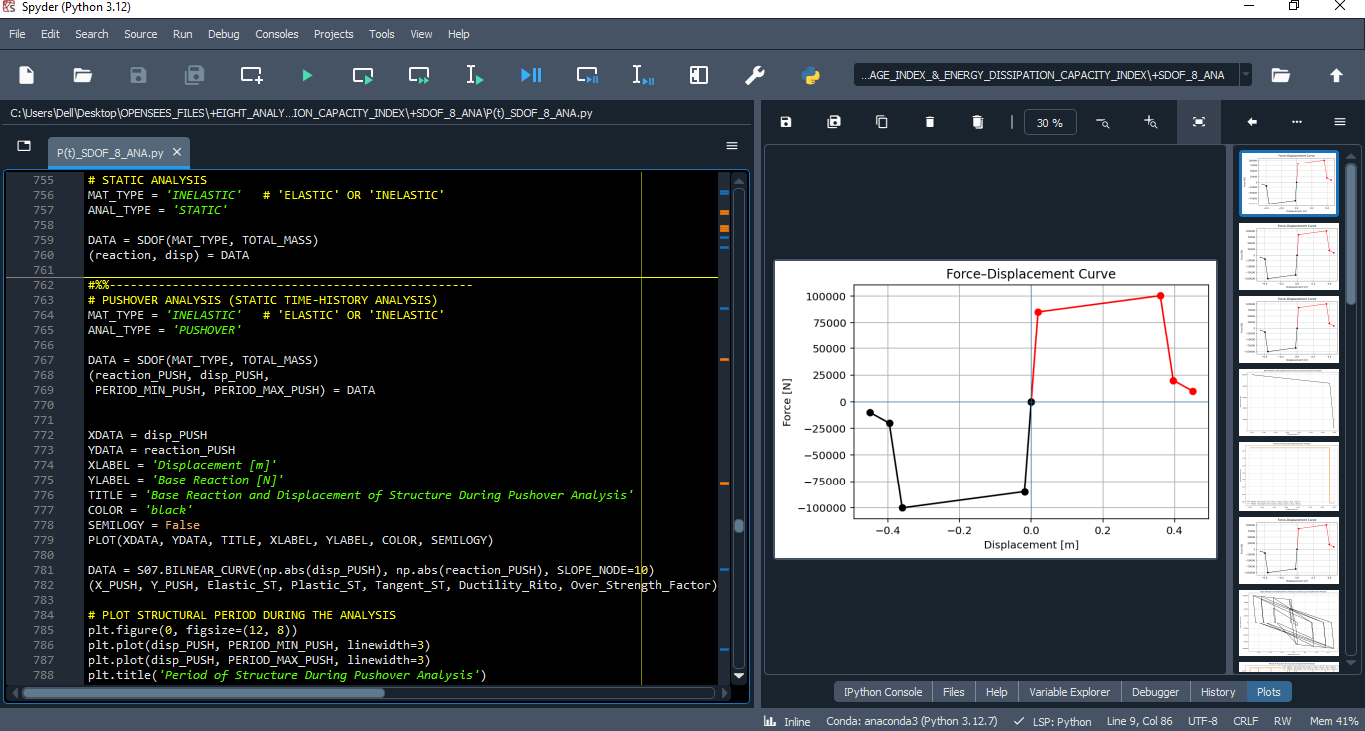 Spyder (Python 3.12)
File Edit Search Source Run Debug Consoles Projects Tools View Help
...AGE_INDEX_&_ENERGY_DISSIPATION_CAPACITY_INDEX\+SDOF_8_ANA
C:\Users\Dell\Desktop\OPENSEES_FILES\+EIGHT_ANALY...ION_CAPACITY_INDEX\+SDOF_8_ANA\P(t)_SDOF_8_ANA.py
P(t)_SDOF_8_ANA.py
755 # STATIC ANALYSIS
756 MAT_TYPE = 'INELASTIC'   # 'ELASTIC' OR 'INELASTIC'
757 ANAL_TYPE = 'STATIC'
758
759 DATA = SDOF(MAT_TYPE, TOTAL_MASS)
760 (reaction, disp) = DATA
761
762 #%%------------------------------------------------------
763 # PUSHOVER ANALYSIS (STATIC TIME-HISTORY ANALYSIS)
764 MAT_TYPE = 'INELASTIC'   # 'ELASTIC' OR 'INELASTIC'
765 ANAL_TYPE = 'PUSHOVER'
766
767 DATA = SDOF(MAT_TYPE, TOTAL_MASS)
768 (reaction_PUSH, disp_PUSH,
769  PERIOD_MIN_PUSH, PERIOD_MAX_PUSH) = DATA
770
771
772 XDATA = disp_PUSH
773 YDATA = reaction_PUSH
774 XLABEL = 'Displacement [m]'
775 YLABEL = 'Base Reaction [N]'
776 TITLE = 'Base Reaction and Displacement of Structure During Pushover Analysis'
777 COLOR = 'black'
778 SEMILOGY = False
779 PLOT(XDATA, YDATA, TITLE, XLABEL, YLABEL, COLOR, SEMILOGY)
780
781 DATA = S07.BILNEAR_CURVE(np.abs(disp_PUSH), np.abs(reaction_PUSH), SLOPE_NODE=10)
782 (X_PUSH, Y_PUSH, Elastic_ST, Plastic_ST, Tangent_ST, Ductility_Rito, Over_Strength_Factor)
783
784 # PLOT STRUCTURAL PERIOD DURING THE ANALYSIS
785 plt.figure(0, figsize=(12, 8))
786 plt.plot(disp_PUSH, PERIOD_MIN_PUSH, linewidth=3)
787 plt.plot(disp_PUSH, PERIOD_MAX_PUSH, linewidth=3)
788 plt.title('Period of Structure During Pushover Analysis')
30 %
Force–Displacement Curve
100000
75000
50000
25000
0
−25000
−50000
−75000
−100000
Force [N]
−0.4 −0.2 0.0 0.2 0.4
Displacement [m]
IPython Console Files Help Variable Explorer Debugger History Plots
Inline Conda: anaconda3 (Python 3.12.7) LSP: Python Line 9, Col 86 UTF-8 CRLF RW Mem 41%